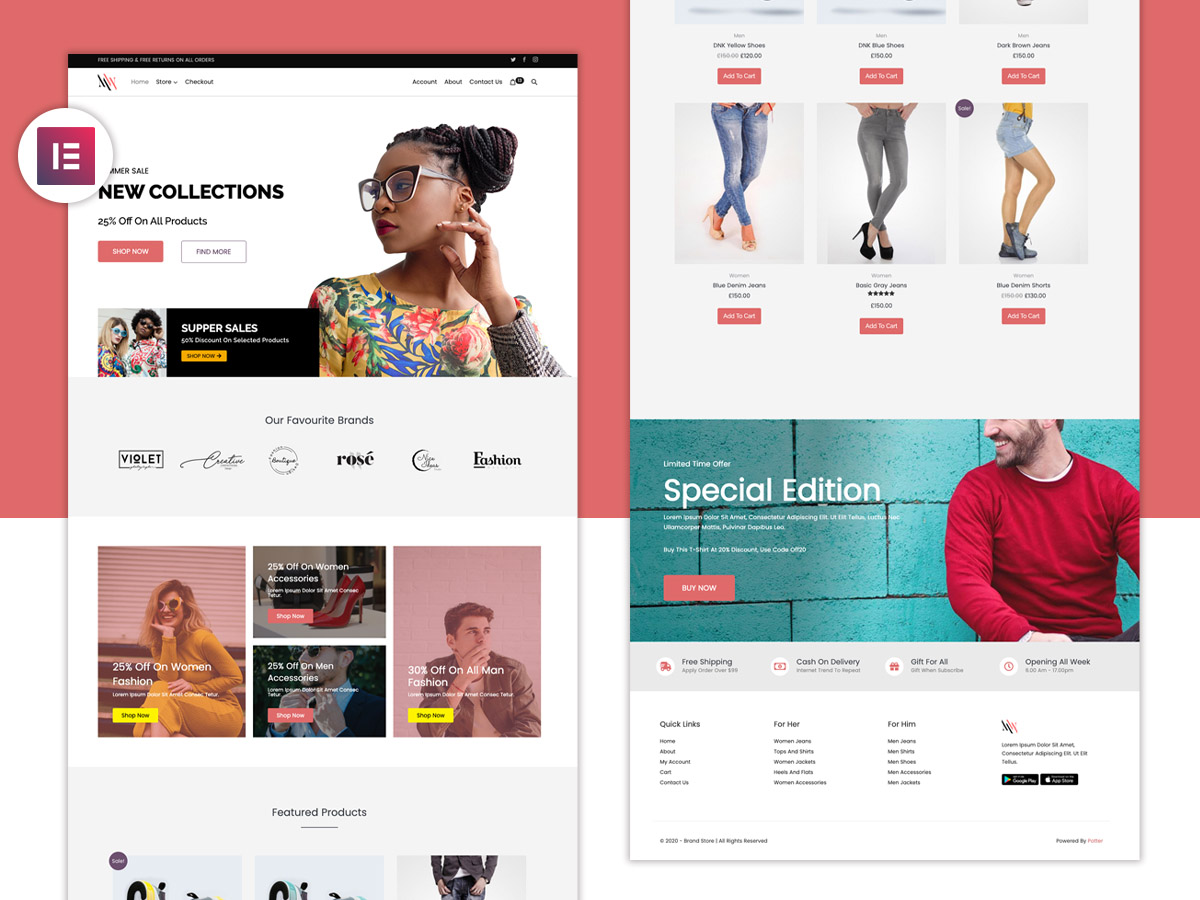 FREE SHIPPING & FREE RETURNS ON ALL ORDERS
Home Store Checkout
Account About Contact Us
MMER SALE
NEW COLLECTIONS
25% Off On All Products
SHOP NOW
FIND MORE
SUPPER SALES
50% Discount On Selected Products
SHOP NOW
Our Favourite Brands
VIOLET
Creative
Boutique
rosé
Nice Shoes
Fashion
25% Off On Women
Fashion
Lorem Ipsum Dolor Sit Amet Consec Tetur.
Shop Now
25% Off On Women
Accessories
Lorem Ipsum Dolor Sit Amet Consec
Tetur.
Shop Now
25% Off On Men
Accessories
Lorem Ipsum Dolor Sit Amet Consec
Tetur.
Shop Now
30% Off On All Man
Fashion
Lorem Ipsum Dolor Sit Amet Consec Tetur.
Shop Now
Featured Products
Sale!
Men
DNK Yellow Shoes
£150.00 £120.00
Add To Cart
Men
DNK Blue Shoes
£150.00
Add To Cart
Men
Dark Brown Jeans
£150.00
Add To Cart
Sale!
Women
Blue Denim Jeans
£150.00
Add To Cart
Women
Basic Gray Jeans
£150.00
Add To Cart
Women
Blue Denim Shorts
£150.00 £130.00
Add To Cart
Limited Time Offer
Special Edition
Lorem Ipsum Dolor Sit Amet, Consectetur Adipiscing Elit. Ut Elit Tellus, Luctus Nec
Ullamcorper Mattis, Pulvinar Dapibus Leo.
Buy This T-Shirt At 20% Discount, Use Code Off20
BUY NOW
Free Shipping
Apply Order Over $99
Cash On Delivery
Internet Trend To Repeat
Gift For All
Gift When Subscribe
Opening All Week
8.00 Am - 17.00pm
Quick Links
Home
About
My Account
Cart
Contact Us
For Her
Women Jeans
Tops And Shirts
Women Jackets
Heels And Flats
Women Accessories
For Him
Men Jeans
Men Shirts
Men Shoes
Men Accessories
Men Jackets
Lorem Ipsum Dolor Sit Amet,
Consectetur Adipiscing Elit Ut Elit
Tellus.
Google Play
App Store
© 2020 - Brand Store | All Rights Reserved
Powered By Potter